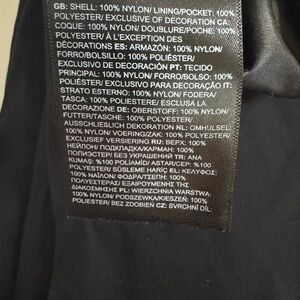 GB: SHELL: 100% NYLON/ LINING/POCKET: 100%
POLYESTER/ EXCLUSIVE OF DECORATION CA:
COQUE: 100% NYLON/ DOUBLURE/POCHE: 100%
POLYESTER/ À L'EXCEPTION DES
DÉCORATIONS ES: ARMAZÓN: 100% NYLON/
FORRO/BOLSILLO: 100% POLIÉSTER/
EXCLUSIVO DE DECORACIÓN PT: TECIDO
PRINCIPAL: 100% NYLON/ FORRO/BOLSO: 100%
POLIÉSTER/ EXCLUSIVO PARA DECORAÇÃO IT:
STRATO ESTERNO: 100% NYLON/ FODERA/
TASCA: 100% POLIESTERE/ ESCLUSA LA
DECORAZIONE DE: OBERSTOFF: 100% NYLON/
FUTTER/TASCHE: 100% POLYESTER/
AUSSCHLIEßLICH DEKORATION NL: OMHULSEL:
100% NYLON/ VOERING/ZAK: 100% POLYESTER/
EXCLUSIEF VERSIERING RU: ВЕРХ: 100%
НЕЙЛОН/ ПОДКЛАДКА/КАРМАН: 100%
ПОЛИЭСТЕР/ БЕЗ УКРАШЕНИЙ TR: ANA
KUMAŞ: %100 POLİAMİD/ ASTAR/CEP: %100
POLYESTER/ SÜSLEME HARİÇ EL: ΚΕΛΥΦΟΣ:
100% ΝΑΪΛΟΝ/ ΦΟΔΡΑ/ΤΣΕΠΗ: 100%
ΠΟΛΥΕΣΤΕΡΑΣ/ ΕΞΑΙΡΟΥΜΕΝΗΣ ΤΗΣ
ΔΙΑΚΟΣΜΗΣΗΣ PL: WIERZCHNIA WARSTWA:
100% NYLON/ PODSZEWKA/KIESZEŃ: 100%
POLIESTER/ BEZ OZDÓB CZ: SVRCHNÍ DÍL: